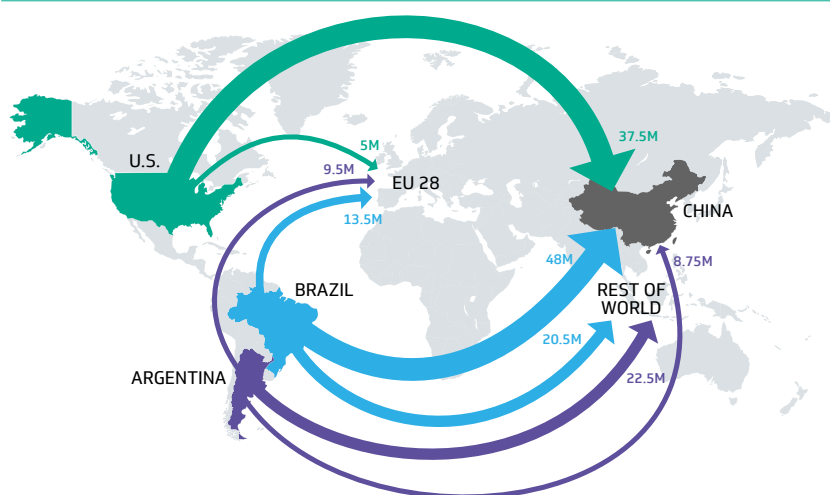 37.5M
U.S.
5M
9.5M
EU 28
CHINA
13.5M
48M
8.75M
BRAZIL
REST OF
WORLD
20.5M
ARGENTINA
22.5M